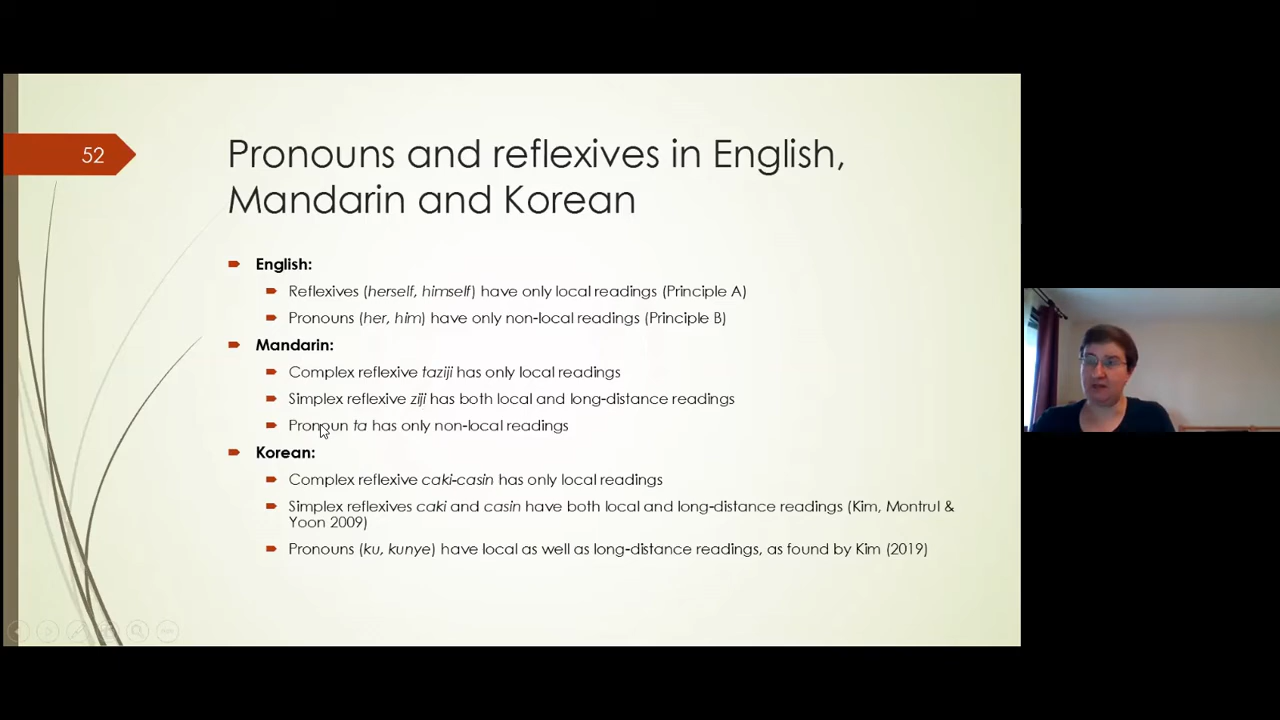 52
Pronouns and reflexives in English,
Mandarin and Korean
English:
Reflexives (herself, himself) have only local readings (Principle A)
Pronouns (her, him) have only non-local readings (Principle B)
Mandarin:
Complex reflexive taziji has only local readings
Simplex reflexive ziji has both local and long-distance readings
Pronoun ta has only non-local readings
Korean:
Complex reflexive caki-casin has only local readings
Simplex reflexives caki and casin have both local and long-distance readings (Kim, Montrul &
Yoon 2009)
Pronouns (ku, kunye) have local as well as long-distance readings, as found by Kim (2019)